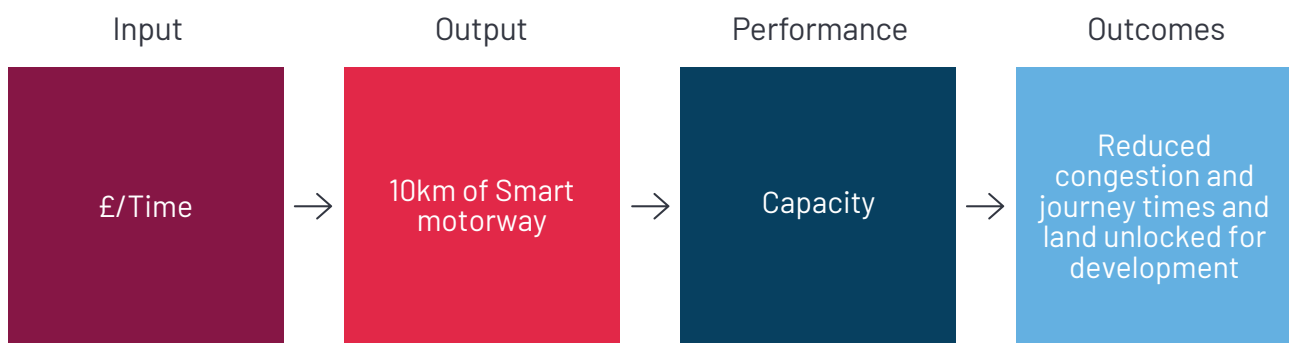 Input
Output
Performance
Outcomes
£/Time
10km of Smart
motorway
Capacity
Reduced
congestion and
journey times and
land unlocked for
development